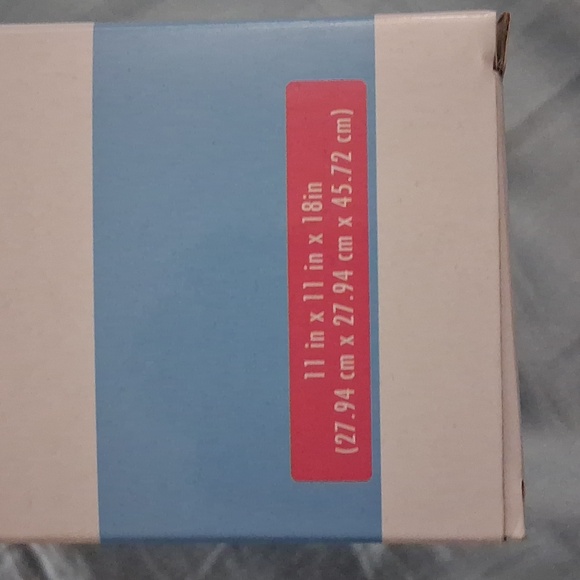 11 in x 11 in x 18in
(27.94 cm x 27.94 cm x 45.72 cm)